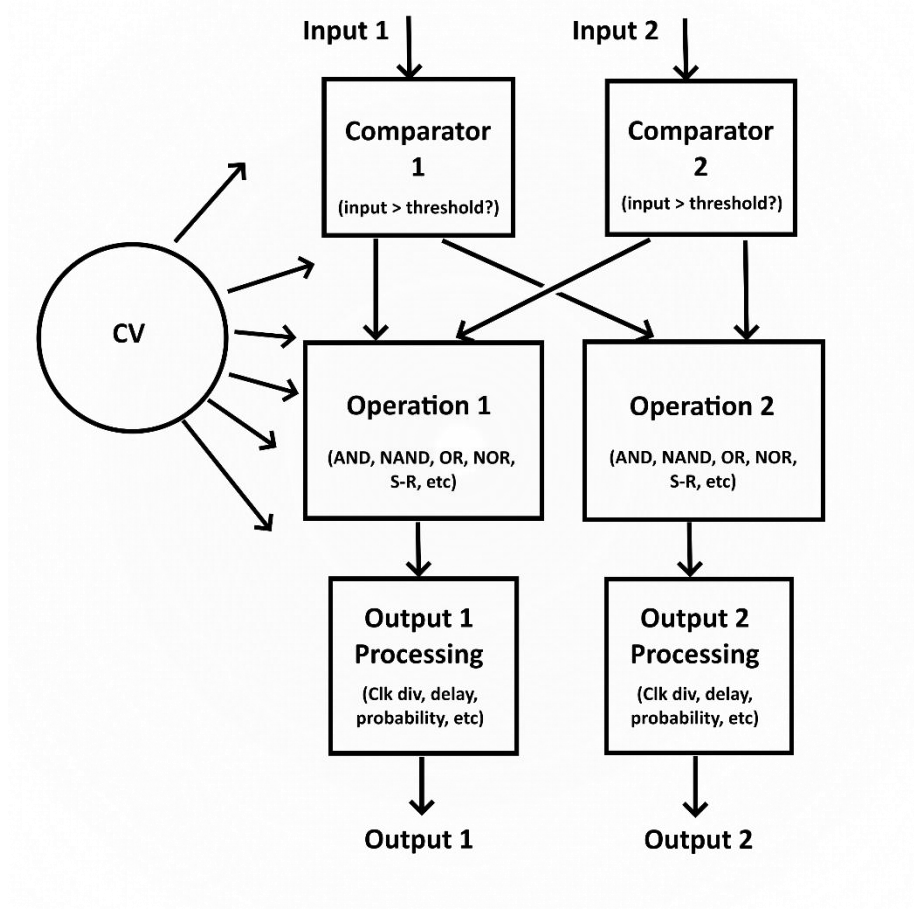 Input 1
Input 2
Comparator
1
(input > threshold?)
Comparator
2
(input > threshold?)
CV
Operation 1
(AND, NAND, OR, NOR,
S-R, etc)
Operation 2
(AND, NAND, OR, NOR,
S-R, etc)
Output 1
Processing
(Clk div, delay,
probability, etc)
Output 2
Processing
(Clk div, delay,
probability, etc)
Output 1
Output 2